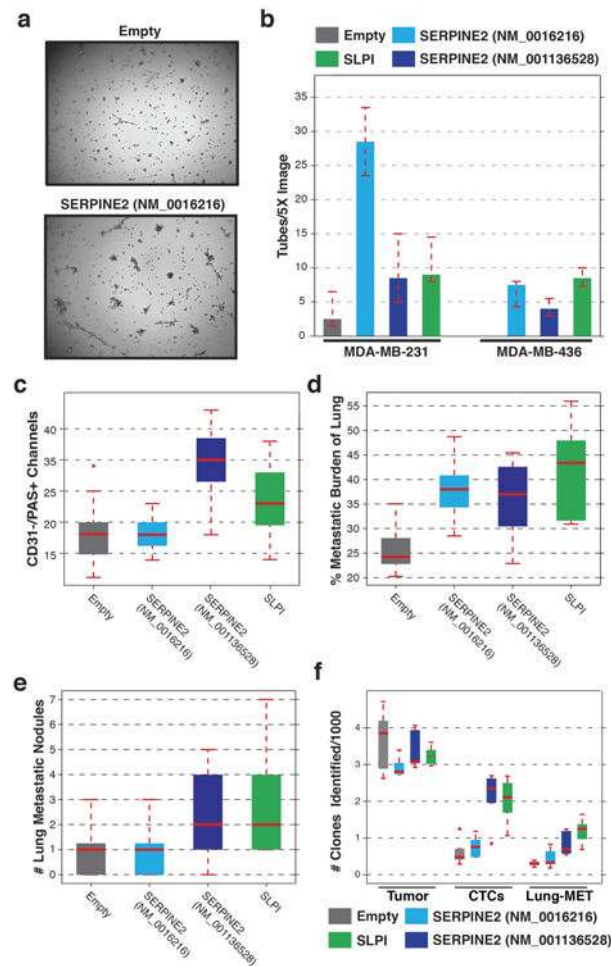 a
Empty
SERPINE2 (NM_0016216)
b
Empty
SERPINE2 (NM_0016216)
SLPI
SERPINE2 (NM_001136528)
Tubes/5X Image
35
30
25
20
15
10
5
0
MDA-MB-231
MDA-MB-436
c
CD31-/PAS+ Channels
40
35
25
20
15
Empty
SERPINE2
(NM_0016216)
SERPINE2
(NM_001136528)
SLPI
d
% Metastatic Burden of Lung
55
50
45
40
35
30
25
20
Empty
SERPINE2
(NM_0016216)
SERPINE2
(NM_001136528)
SLPI
e
# Lung Metastatic Nodules
7
6
5
4
3
2
1
0
Empty
SERPINE2
(NM_0016216)
SERPINE2
(NM_001136528)
SLPI
f
# Clones Identified/1000
4
3
2
1
0
Tumor
CTCs
Lung-MET
Empty
SERPINE2 (NM_0016216)
SLPI
SERPINE2 (NM_001136528)